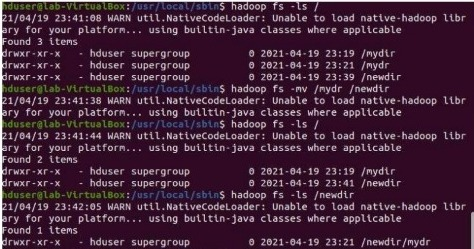 hduser@lab-VirtualBox:/usr/local/sbin$ hadoop fs -ls /
21/04/19 23:41:08 WARN util.NativeCodeLoader: Unable to load native-hadoop libr
ary for your platform... using builtin-java classes where applicable
Found 3 items
drwxr-xr-x   - hduser supergroup          0 2021-04-19 23:19 /mydir
drwxr-xr-x   - hduser supergroup          0 2021-04-19 23:21 /mydr
drwxr-xr-x   - hduser supergroup          0 2021-04-19 23:39 /newdir
hduser@lab-VirtualBox:/usr/local/sbin$ hadoop fs -mv /mydr /newdir
21/04/19 23:41:38 WARN util.NativeCodeLoader: Unable to load native-hadoop libr
ary for your platform... using builtin-java classes where applicable
hduser@lab-VirtualBox:/usr/local/sbin$ hadoop fs -ls /
21/04/19 23:41:44 WARN util.NativeCodeLoader: Unable to load native-hadoop libr
ary for your platform... using builtin-java classes where applicable
Found 2 items
drwxr-xr-x   - hduser supergroup          0 2021-04-19 23:19 /mydir
drwxr-xr-x   - hduser supergroup          0 2021-04-19 23:41 /newdir
hduser@lab-VirtualBox:/usr/local/sbin$ hadoop fs -ls /newdir
21/04/19 23:42:05 WARN util.NativeCodeLoader: Unable to load native-hadoop libr
ary for your platform... using builtin-java classes where applicable
Found 1 items
drwxr-xr-x   - hduser supergroup          0 2021-04-19 23:21 /newdir/mydr